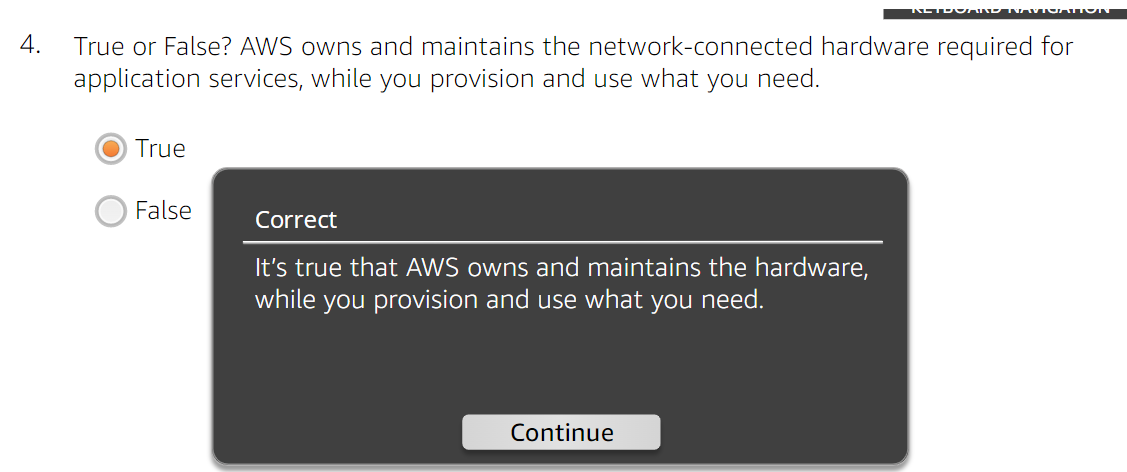 KEYBOARD NAVIGATION
4. True or False? AWS owns and maintains the network-connected hardware required for
application services, while you provision and use what you need.
True
False
Correct
It's true that AWS owns and maintains the hardware,
while you provision and use what you need.
Continue